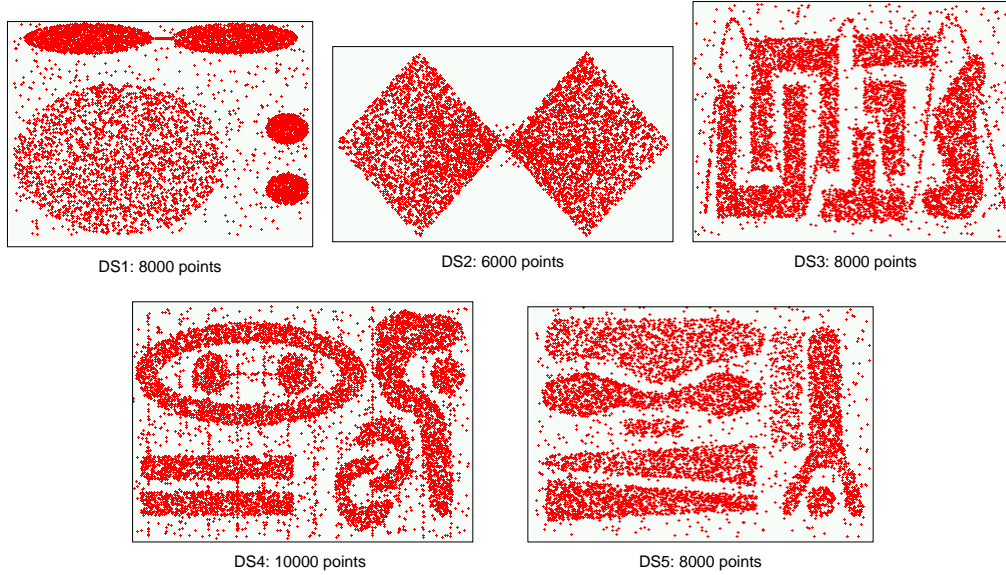 DS1: 8000 points
DS2: 6000 points
DS3: 8000 points
DS4: 10000 points
DS5: 8000 points